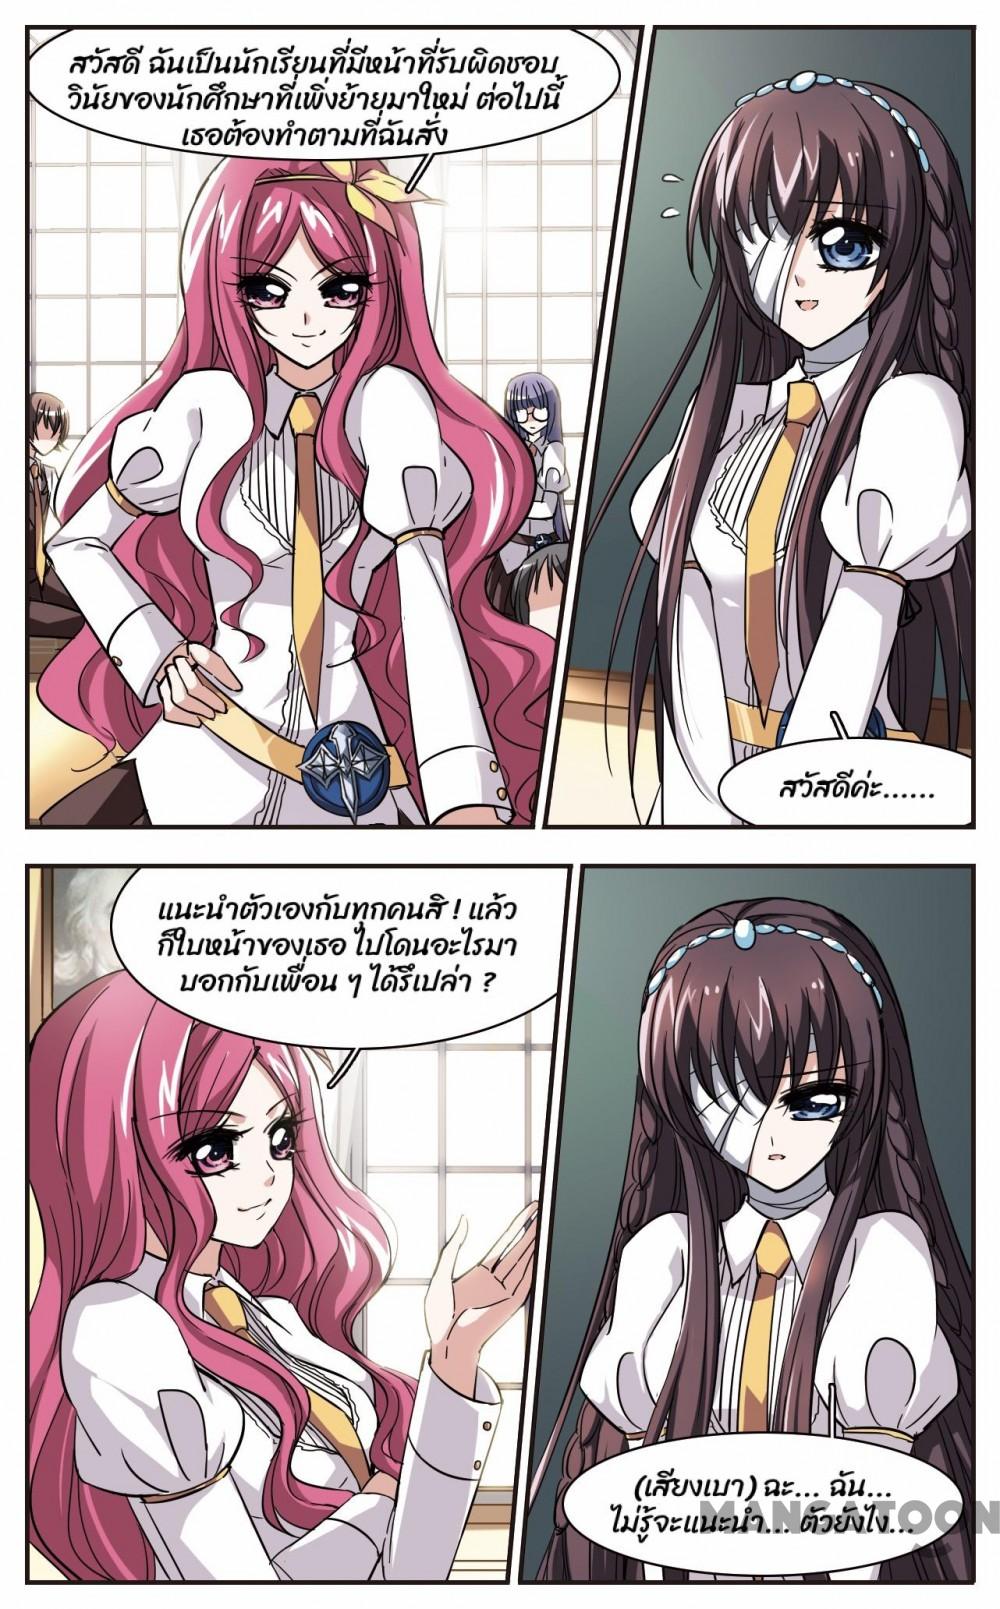 สวัสดี ฉันเป็นนักเรียนที่มีหน้าที่รับผิดชอบ
วินัยของนักศึกษาที่เพิ่งย้ายมาใหม่ ต่อไปนี้
เธอต้องทำตามที่ฉันสั่ง
สวัสดีค่ะ......
แนะนำตัวเองกับทุกคนสิ ! แล้ว
ก็ใบหน้าของเธอ ไปโดนอะไรมา
บอกกับเพื่อน ๆ ได้รึเปล่า ?
(เสียงเบา) ฉะ... ฉัน...
ไม่รู้จะแนะนำ... ตัวยังไง...
MANGATOON